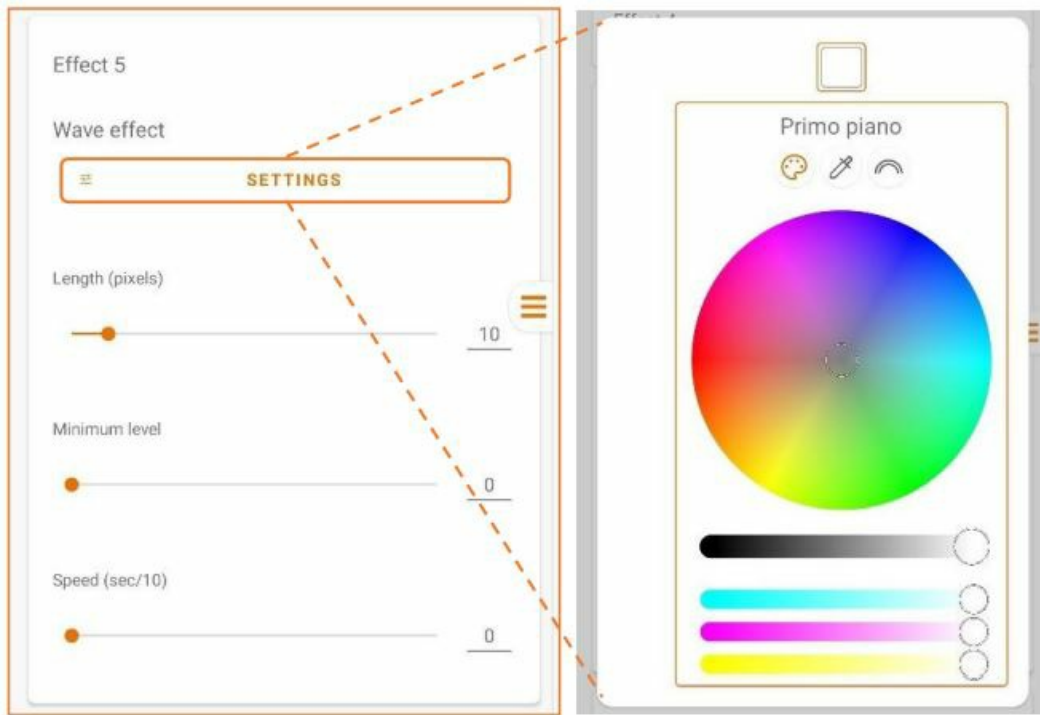 Effect 5
Wave effect
SETTINGS
Length (pixels)
10
Minimum level
0
Speed (sec/10)
0
Primo piano